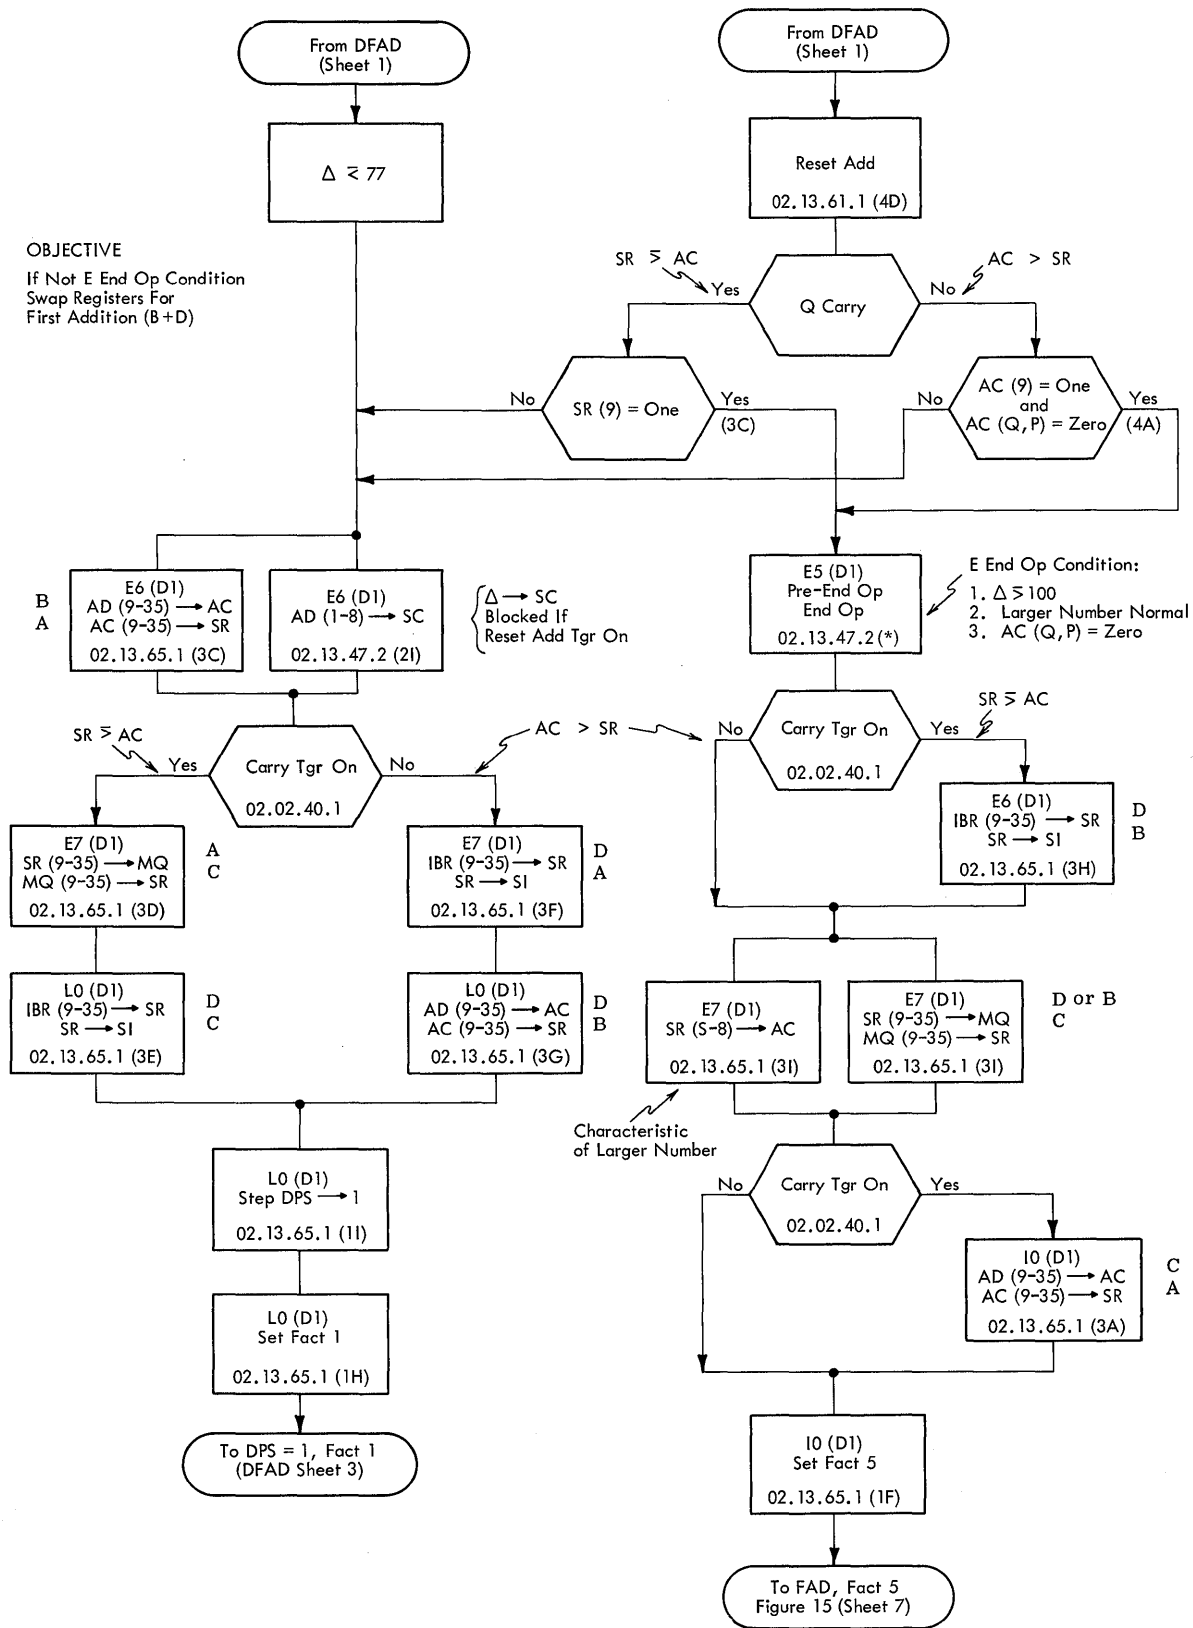 From DFAD
(Sheet 1)
From DFAD
(Sheet 1)
Δ ⋜ 77
Reset Add
02.13.61.1 (4D)
OBJECTIVE
If Not E End Op Condition
Swap Registers For
First Addition (B+D)
SR ⋝ AC
AC > SR
Yes
No
Q Carry
No
SR (9) = One
Yes
(3C)
No
AC (9) = One
and
AC (Q,P) = Zero
Yes
(4A)
B
A
E6 (D1)
AD (9-35) → AC
AC (9-35) → SR
02.13.65.1 (3C)
E6 (D1)
AD (1-8) → SC
02.13.47.2 (2I)
Δ → SC
Blocked If
Reset Add Tgr On
E5 (D1)
Pre-End Op
End Op
02.13.47.2 (*)
E End Op Condition:
1. Δ ⋝ 100
2. Larger Number Normal
3. AC (Q,P) = Zero
SR ⋝ AC
Yes
Carry Tgr On
02.02.40.1
No
AC > SR
No
Carry Tgr On
02.02.40.1
Yes
SR ⋝ AC
E7 (D1)
SR (9-35) → MQ
MQ (9-35) → SR
02.13.65.1 (3D)
A
C
E7 (D1)
IBR (9-35) → SR
SR → SI
02.13.65.1 (3F)
D
A
E6 (D1)
IBR (9-35) → SR
SR → SI
02.13.65.1 (3H)
D
B
L0 (D1)
IBR (9-35) → SR
SR → SI
02.13.65.1 (3E)
D
C
L0 (D1)
AD (9-35) → AC
AC (9-35) → SR
02.13.65.1 (3G)
D
B
E7 (D1)
SR (S-8) → AC
02.13.65.1 (3I)
E7 (D1)
SR (9-35) → MQ
MQ (9-35) → SR
02.13.65.1 (3I)
D or B
C
Characteristic
of Larger Number
L0 (D1)
Step DPS → 1
02.13.65.1 (1I)
No
Carry Tgr On
02.02.40.1
Yes
I0 (D1)
AD (9-35) → AC
AC (9-35) → SR
02.13.65.1 (3A)
C
A
L0 (D1)
Set Fact 1
02.13.65.1 (1H)
I0 (D1)
Set Fact 5
02.13.65.1 (1F)
To DPS = 1, Fact 1
(DFAD Sheet 3)
To FAD, Fact 5
Figure 15 (Sheet 7)